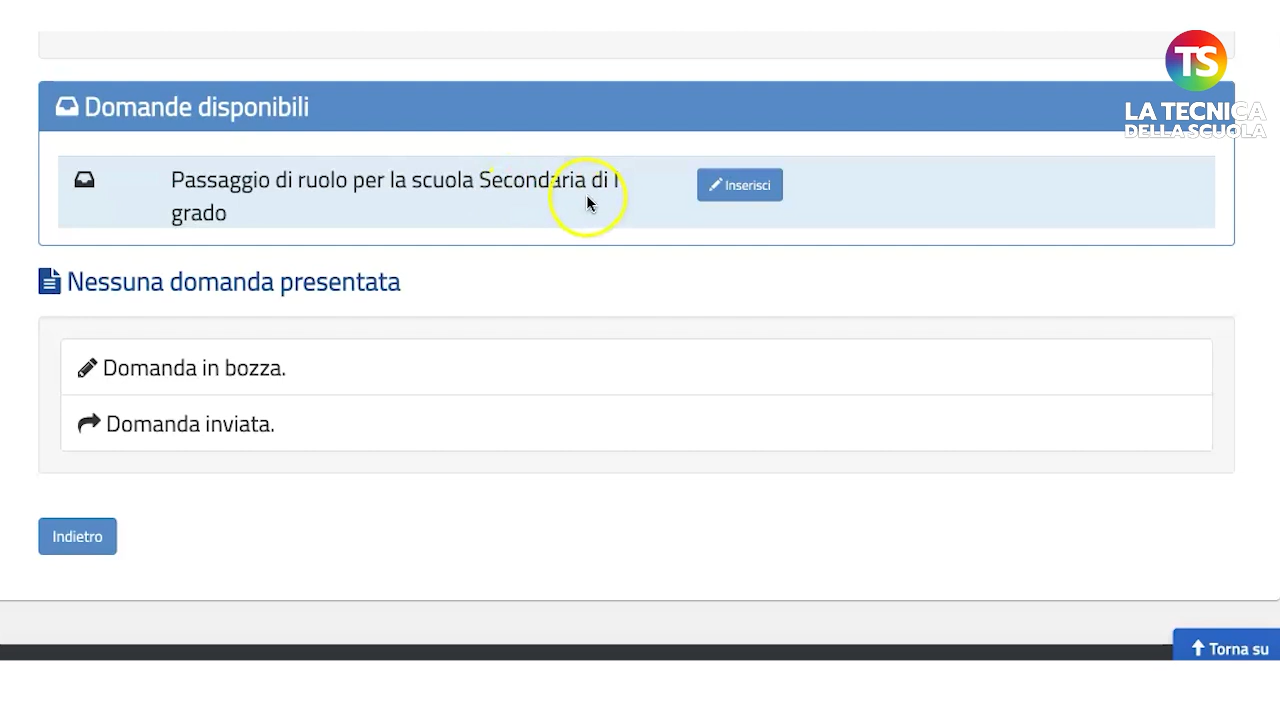 TS
LA TECNICA
DELLA SCUOLA
Domande disponibili
Passaggio di ruolo per la scuola Secondaria di I
grado
Inserisci
Nessuna domanda presentata
Domanda in bozza.
Domanda inviata.
Indietro
Torna su